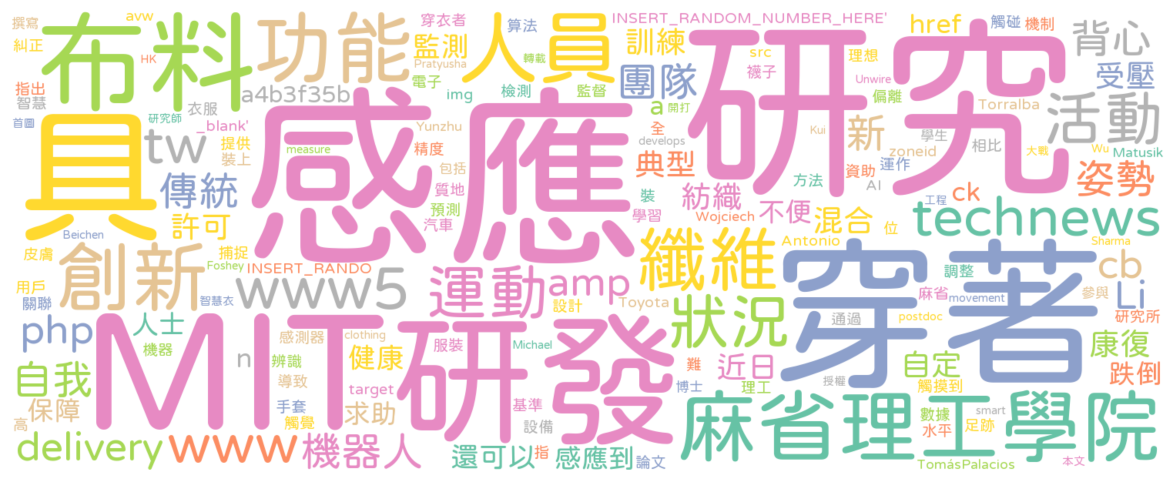 撰寫
avw
穿衣者
算法
INSERT_RANDOM_NUMBER_HERE'
href
觸碰
機制
糾正
HK
布料
功能
監測
人員
轉載
訓練
src
理想
背心
Pratyusha
電子
襪子
Unwire
指出
智慧
衣服
a4b3f35b
img
檢測
監督
團隊
偏離
受壓
首圖
研究師
_blank'
Yunzhu
開打
a
Torralba
具
tw
提供
裝上
measure
感應
精度
全
develops
研究
Kui
新
學生
zoneid
相比
Wu
大戰
活動
Matusik
傳統
包括
典型
資助
運作
姿勢
質地
裝
方法
AI
ck
工程
許可
預測
汽車
學習
紡織
Wojciech
不便
混合
位
technews
Beichen
皮膚
捕捉
創新
Foshey
INSERT_RANDO
www5
運動
amp
纖維
Antonio
穿著
Sharma
調整
cb
用戶
關聯
智慧衣
設計
Toyota
狀況
麻省
movement
Li
參與
php
人士
n
感測器
clothing
服裝
Michael
通過
postdoc
研究所
機器
辨識
健康
難
近日
自定
康復
自我
MIT研發
導致
target
博士
理工
授權
觸摸到
跌倒
保障
手套
求助
基準
麻省理工學院
數據
smart
高
觸覺
設備
水平
足跡
delivery
www
機器人
還可以
指
感應到
論文
TomásPalacios
本文